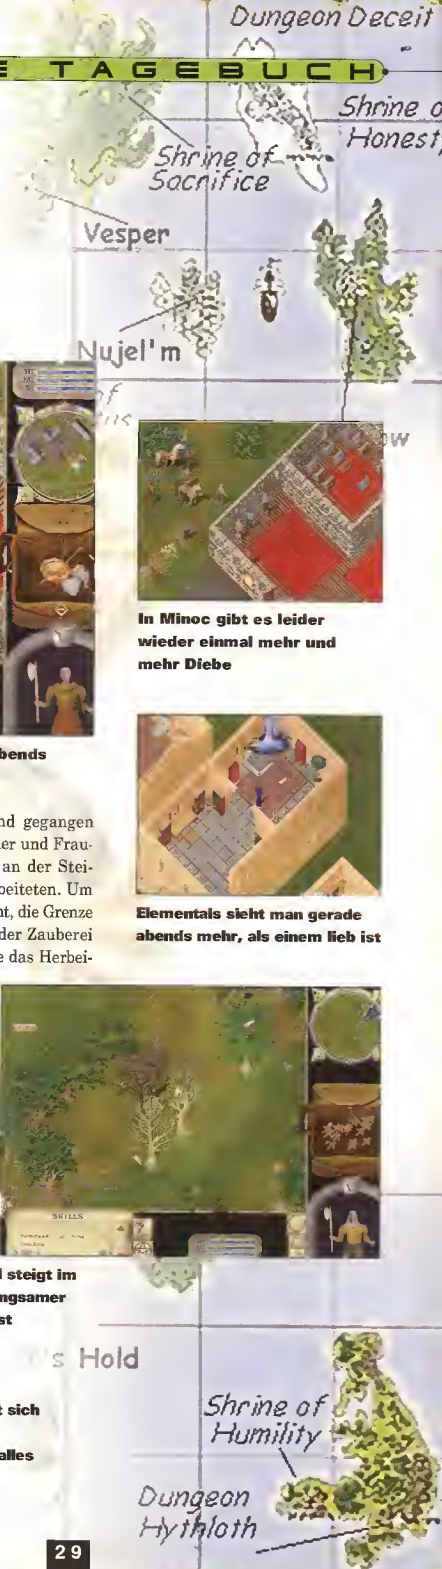 Dungeon Deceit
E TAGEBUCH
Shrine o
Honest
Shrine of
Sacrifice
Vesper
Nujel'm
ow
In Minoc gibt es leider
wieder einmal mehr und
mehr Diebe
bends
nd gegangen
er und Frau-
an der Stei-
beiteten. Um
nt, die Grenze
der Zauberei
e das Herbei-
Elementals sieht man gerade
abends mehr, als einem lieb ist
SKILLS
l steigt im
ngsamer
st
s Hold
t sich
alles
Shrine of
Humility
Dungeon
Hythloth
29